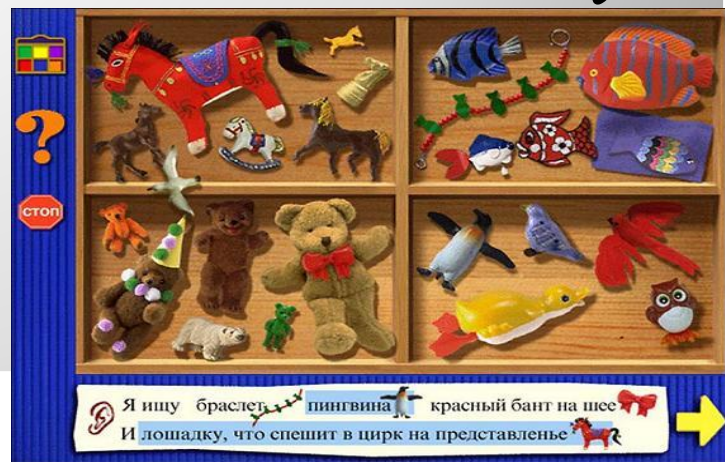 стоп
Я ищу браслет пингвина красный бант на шее
И лошадку, что спешит в цирк на представленье